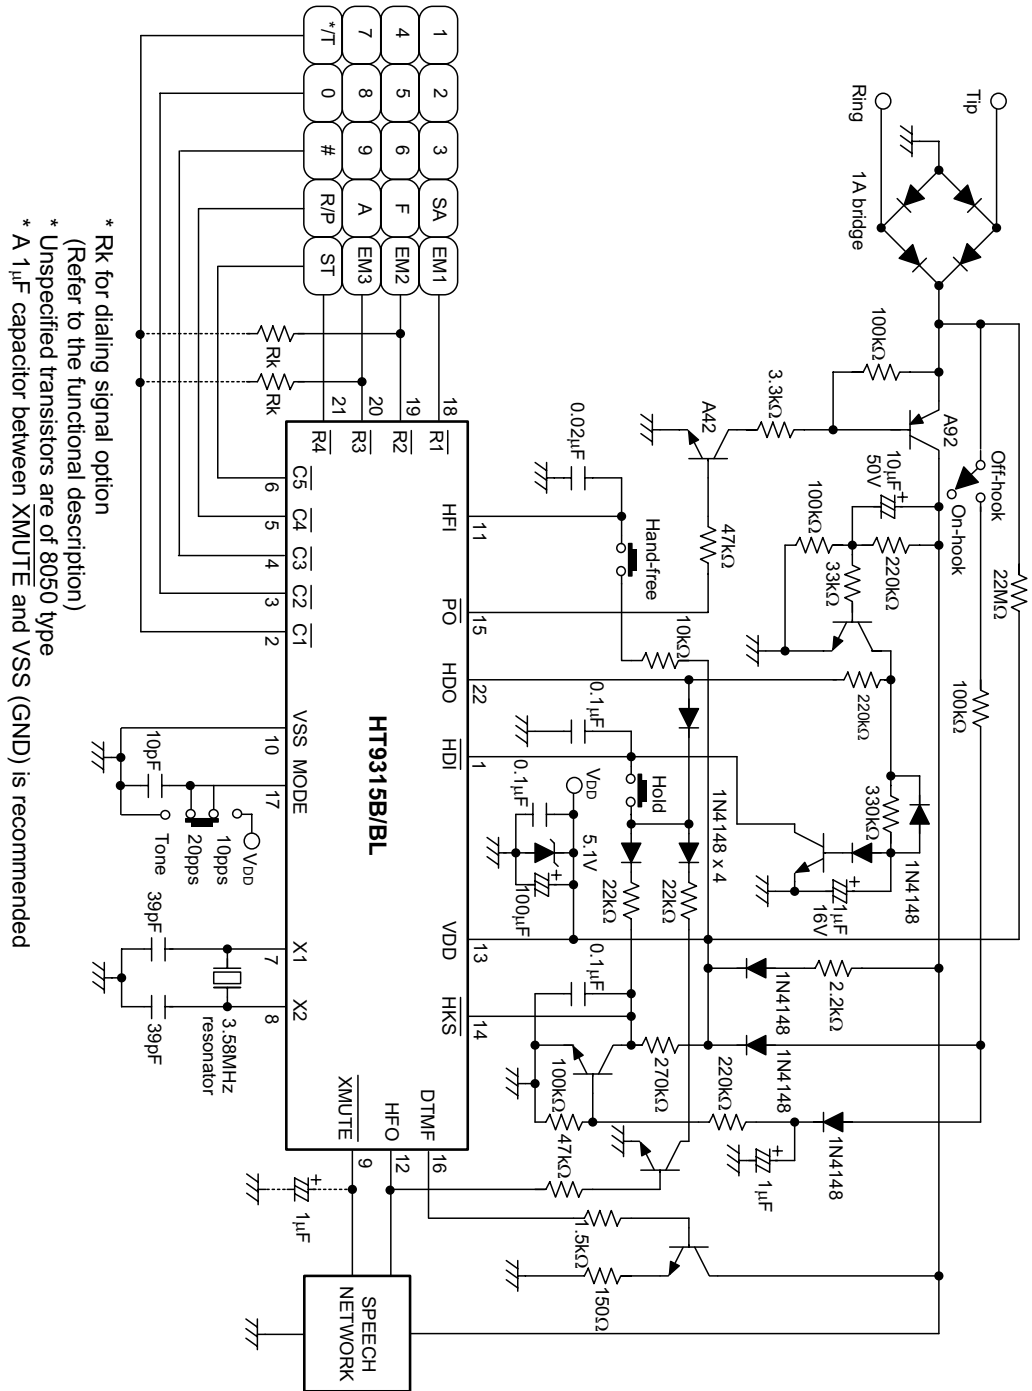 Tip
Ring
1A bridge
100kΩ
3.3kΩ
A42
A92
10μF
50V
+
Off-hook
On-hook
22MΩ
100kΩ
220kΩ
33kΩ
100kΩ
47kΩ
220kΩ
330kΩ
1N4148
1μF
16V
+
1 2 3 SA EM1
4 5 6 F EM2
7 8 9 A EM3
*/T 0 # R/P ST
Rk
Rk
0.02μF
Hand-free
10kΩ
0.1μF
Hold
1N4148 x 4
22kΩ
22kΩ
VDD
5.1V
0.1μF
100μF
+
0.1μF
2.2kΩ
1N4148
1N4148
1N4148
270kΩ
220kΩ
100kΩ
1μF
+
47kΩ
1.5kΩ
150Ω
HT9315B/BL
18 R1
19 R2
20 R3
21 R4
6 C5
5 C4
4 C3
3 C2
2 C1
HFI 11
PO 15
HDO 22
HDI 1
VDD 13
HKS 14
DTMF 16
HFO 12
XMUTE 9
VSS 10
MODE 17
X1 7
X2 8
10pF
VDD
10pps
20pps
Tone
39pF
39pF
3.58MHz
resonator
1μF
+
SPEECH
NETWORK
* Rk for dialing signal option
(Refer to the functional description)
* Unspecified transistors are of 8050 type
* A 1μF capacitor between XMUTE and VSS (GND) is recommended